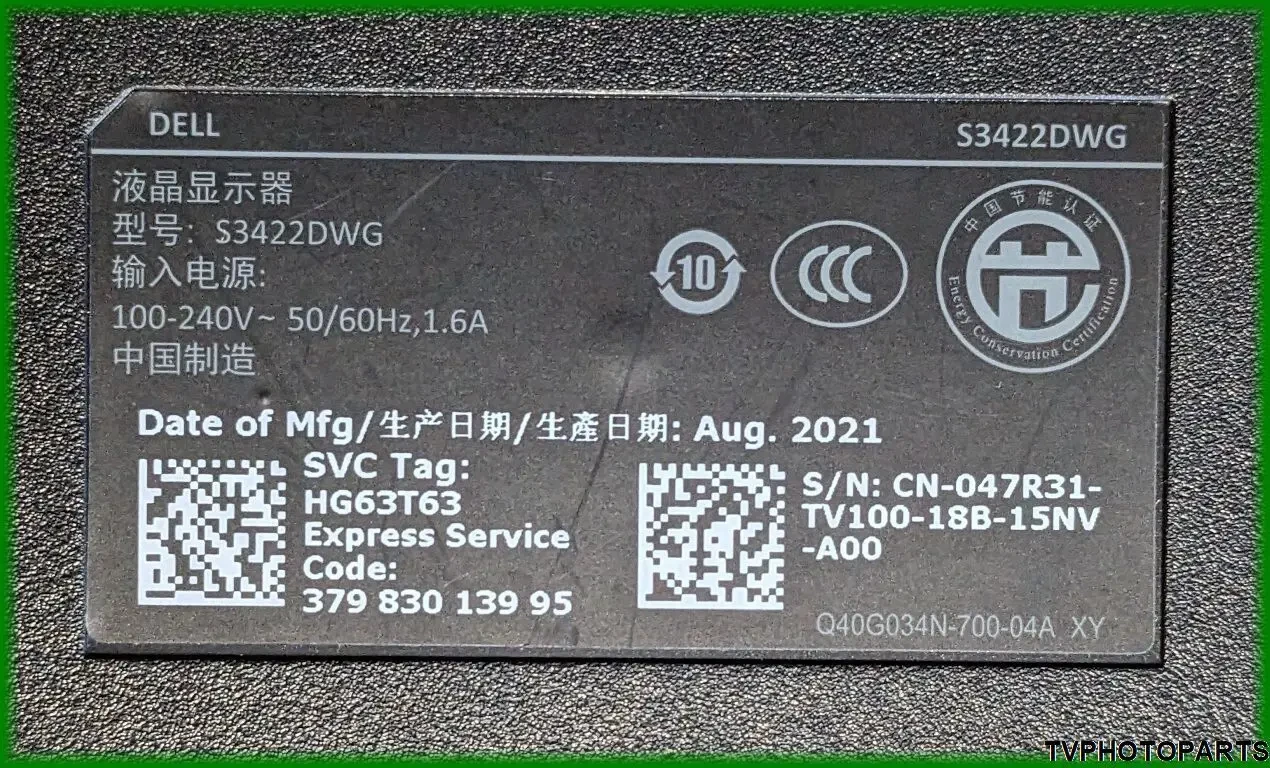 DELL
S3422DWG
液晶显示器
型号: S3422DWG
输入电源:
100-240V~ 50/60Hz,1.6A
中国制造
10
CCC
中国节能认证
Energy Conservation Certification
Date of Mfg/生产日期/生產日期: Aug. 2021
SVC Tag:
HG63T63
Express Service
Code:
379 830 139 95
S/N: CN-047R31-
TV100-18B-15NV
-A00
Q40G034N-700-04A XY
TVPHOTOPARTS